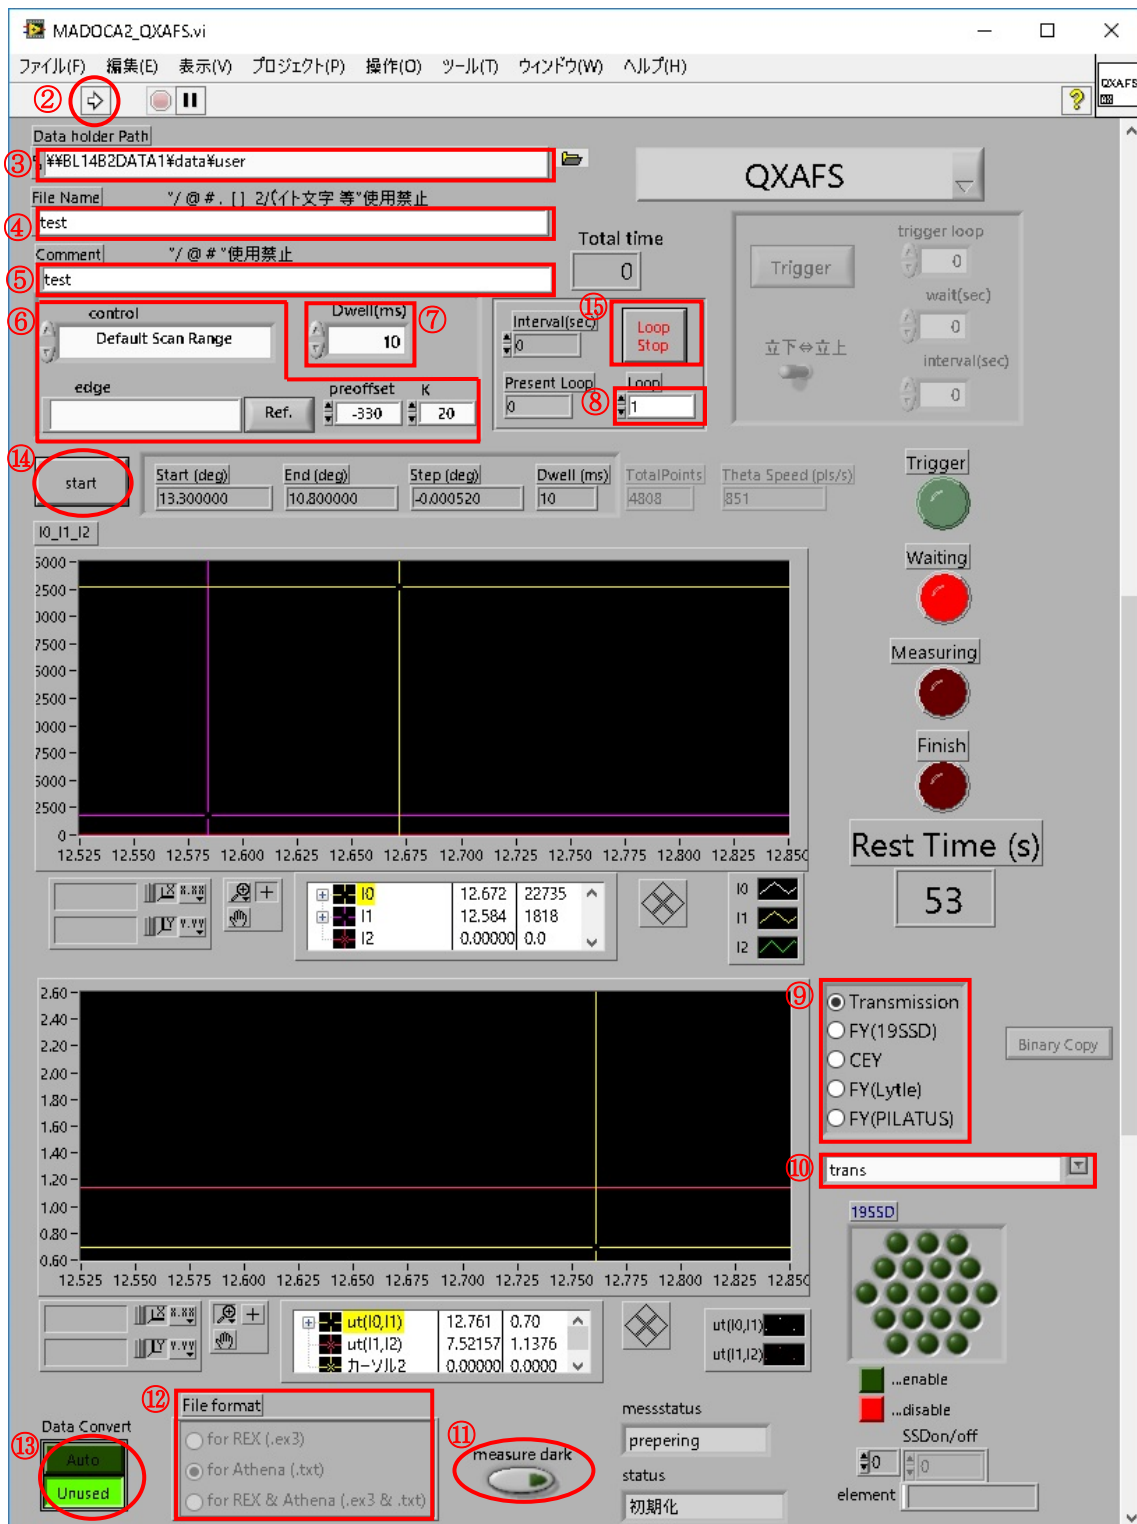 MADOCA2_QXAFS.vi
ファイル(F) 編集(E) 表示(V) プロジェクト(P) 操作(O) ツール(T) ウィンドウ(W) ヘルプ(H)
② QXAFS
Data holder Path
③ ¥¥BL14B2DATA1¥data¥user
QXAFS
File Name "/ @ # . [] 2バイト文字 等"使用禁止
④ test
Comment "/ @ # "使用禁止
⑤ test
Total time
0
Trigger
trigger loop
0
wait(sec)
0
立下⇔立上
interval(sec)
0
⑥ control
Default Scan Range
Dwell(ms) ⑦
10
Interval(sec)
0
⑮ Loop Stop
Present Loop
0
⑧ Loop
1
edge
Ref.
preoffset K
-330 20
⑭ start
Start (deg) End (deg) Step (deg) Dwell (ms) TotalPoints Theta Speed (pls/s)
13.300000 10.800000 -0.000520 10 4808 851
Trigger
Waiting
Measuring
Finish
Rest Time (s)
53
I0_I1_I2
5000
2500
0000
7500
5000
2500
0000
7500
5000
2500
0
12.525 12.550 12.575 12.600 12.625 12.650 12.675 12.700 12.725 12.750 12.775 12.800 12.825 12.850
X.XX
Y.YY
I0 12.672 22735
I1 12.584 1818
I2 0.00000 0.0
I0
I1
I2
2.60
2.40
2.20
2.00
1.80
1.60
1.40
1.20
1.00
0.80
0.60
12.525 12.550 12.575 12.600 12.625 12.650 12.675 12.700 12.725 12.750 12.775 12.800 12.825 12.850
⑨ Transmission
FY(19SSD)
CEY
FY(Lytle)
FY(PILATUS)
Binary Copy
⑩ trans
19SSD
...enable
...disable
SSDon/off
0 0
element
X.XX
Y.YY
ut(I0,I1) 12.761 0.70
ut(I1,I2) 7.52157 1.1376
カーソル2 0.00000 0.0000
ut(I0,I1)
ut(I1,I2)
Data Convert
⑬ Auto
Unused
⑫ File format
for REX (.ex3)
for Athena (.txt)
for REX & Athena (.ex3 & .txt)
⑪ measure dark
messstatus
prepering
status
初期化